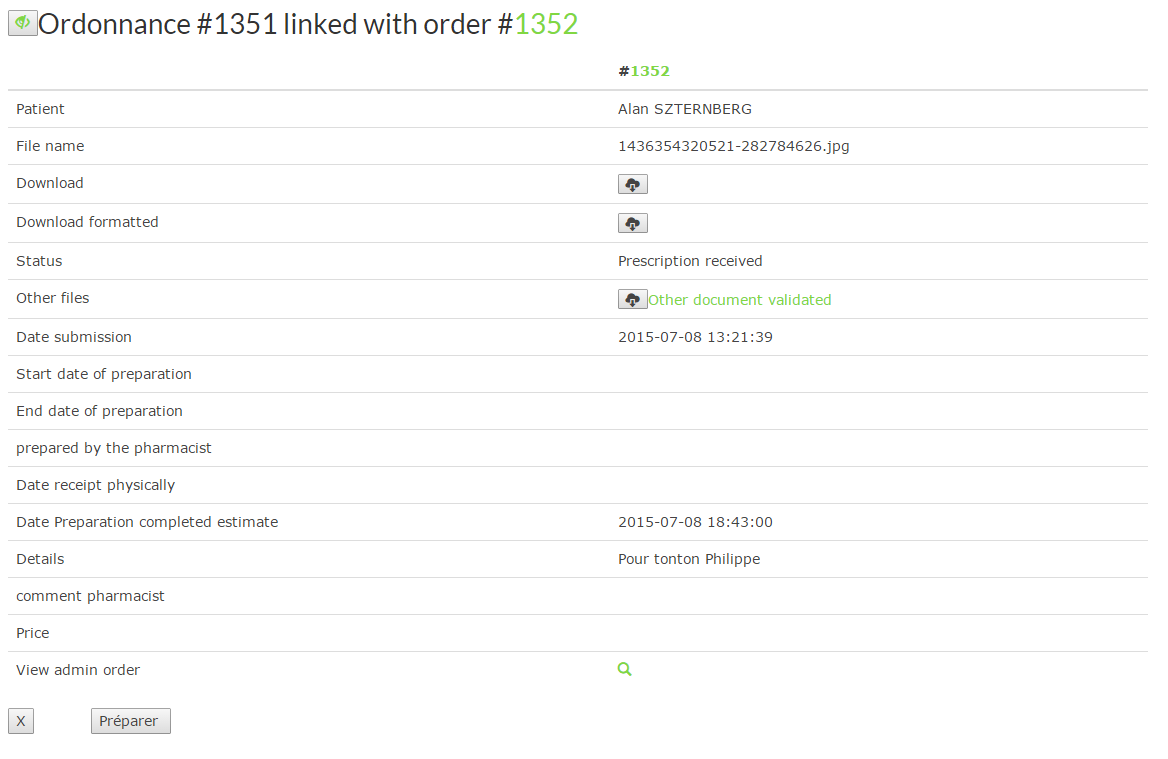 Ordonnance #1351 linked with order #1352
#1352
Patient Alan SZTERNBERG
File name 1436354320521-282784626.jpg
Download
Download formatted
Status Prescription received
Other files Other document validated
Date submission 2015-07-08 13:21:39
Start date of preparation
End date of preparation
prepared by the pharmacist
Date receipt physically
Date Preparation completed estimate 2015-07-08 18:43:00
Details Pour tonton Philippe
comment pharmacist
Price
View admin order
X Préparer